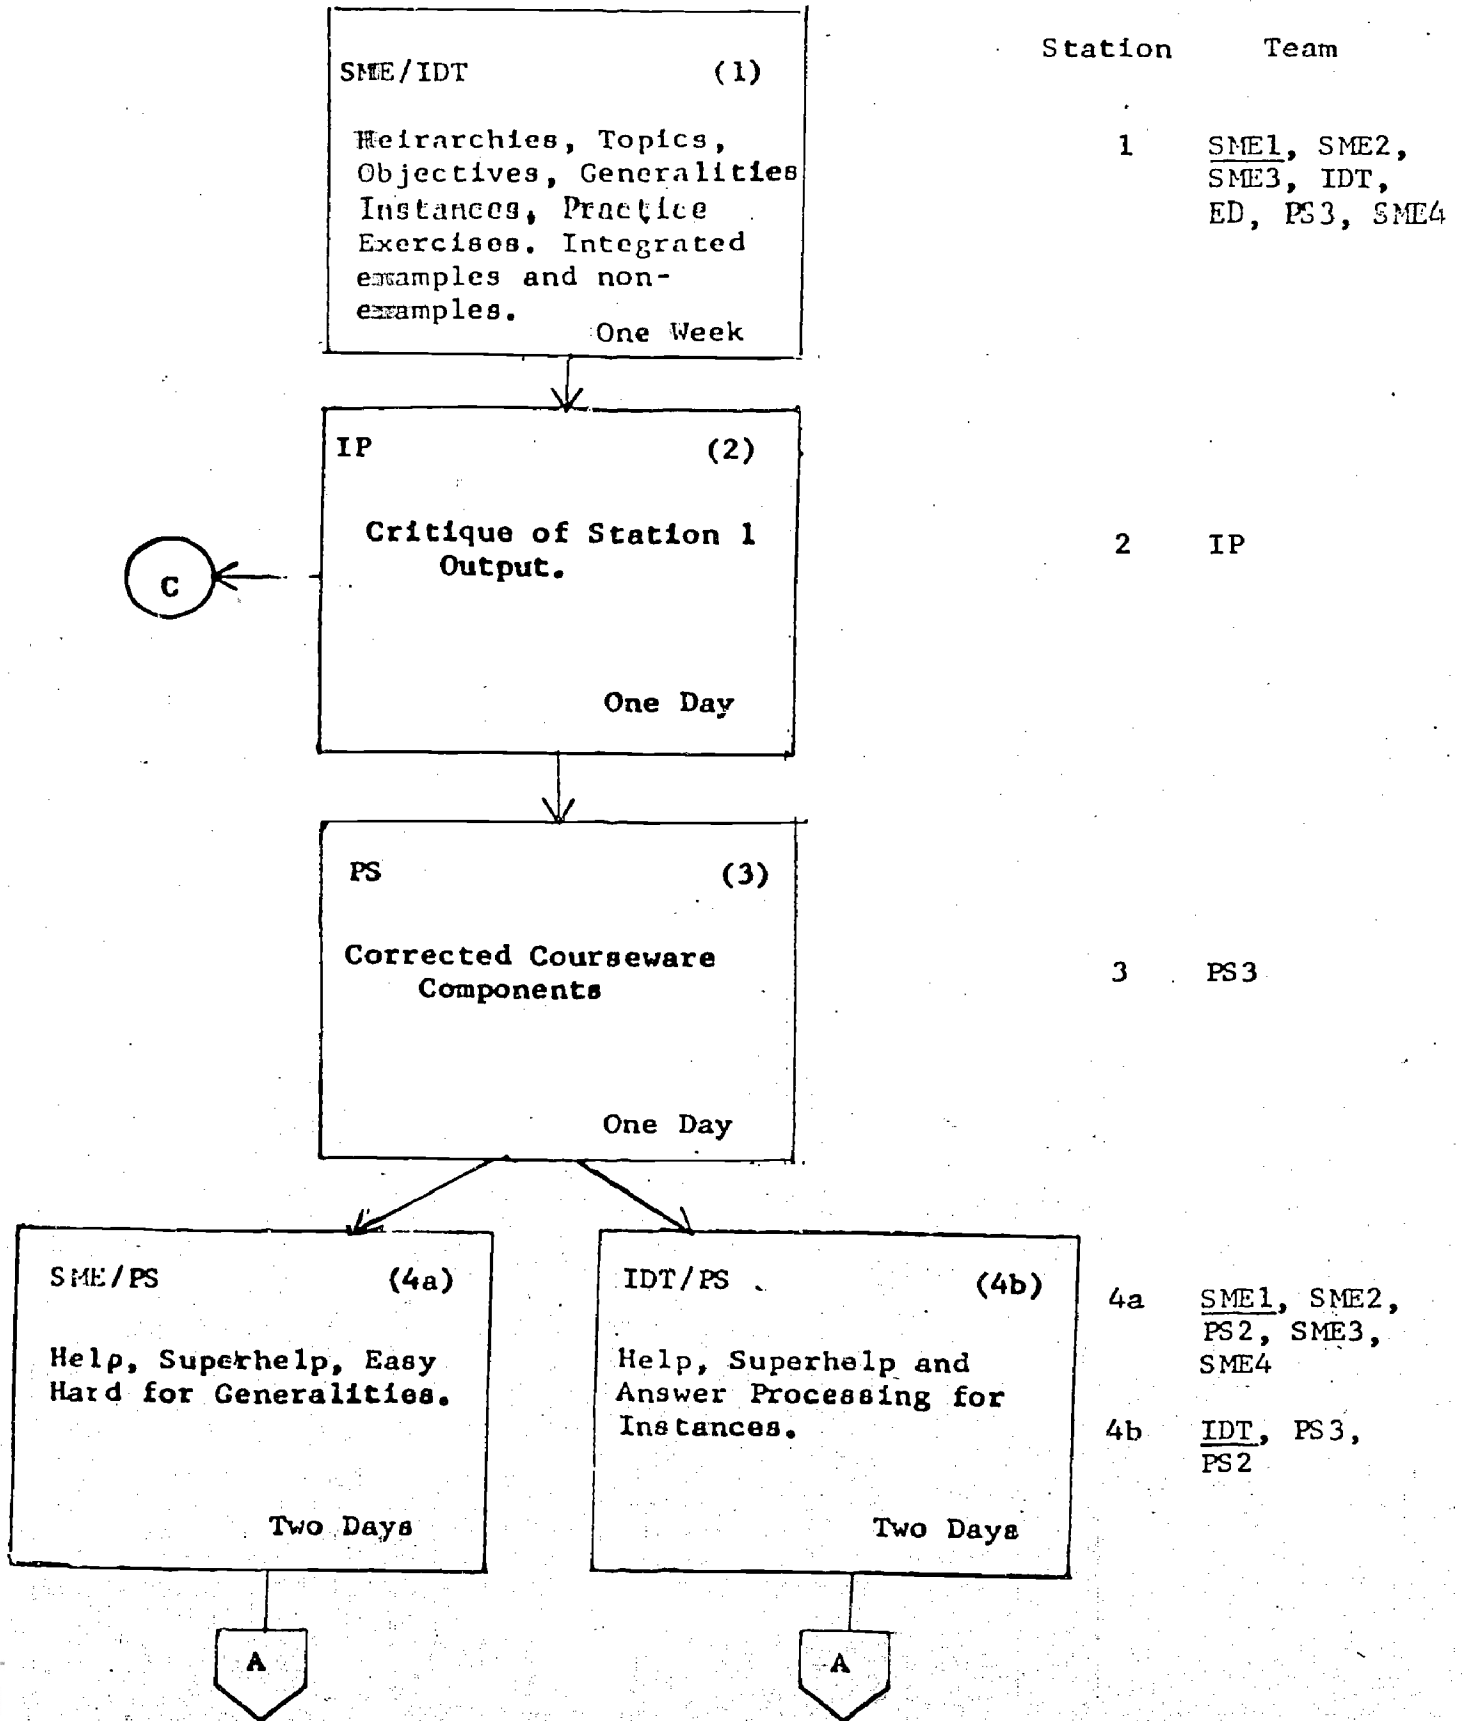 Station Team
SME/IDT (1)
Heirarchies, Topics,
Objectives, Generalities
Instances, Practice
Exercises. Integrated
examples and non-
examples.
One Week
1 SME1, SME2,
SME3, IDT,
ED, PS3, SME4
IP (2)
Critique of Station 1
Output.
One Day
C
2 IP
PS (3)
Corrected Courseware
Components
One Day
3 PS3
SME/PS (4a)
Help, Superhelp, Easy
Hard for Generalities.
Two Days
A
IDT/PS (4b)
Help, Superhelp and
Answer Processing for
Instances.
Two Days
A
4a SME1, SME2,
PS2, SME3,
SME4
4b IDT, PS3,
PS2